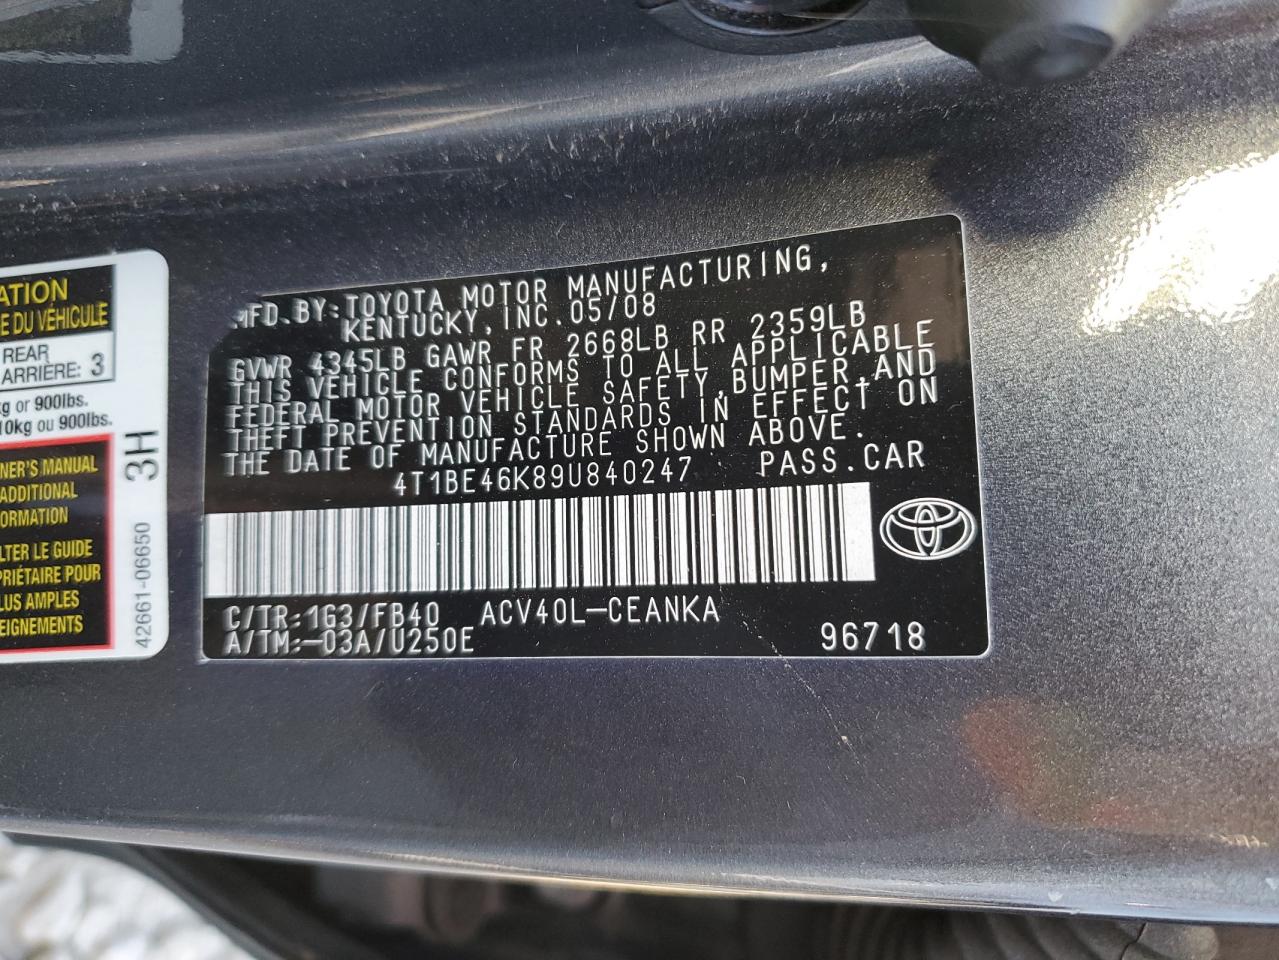 ATION
E DU VÉHICULE
REAR
ARRIÈRE: 3
kg or 900lbs.
10kg ou 900lbs.
NER'S MANUAL
ADDITIONAL
FORMATION
LTER LE GUIDE
PRIÉTAIRE POUR
LUS AMPLES
EIGNEMENTS
3H
42661-06650
MFD. BY: TOYOTA MOTOR MANUFACTURING,
KENTUCKY, INC. 05/08
GVWR 4345LB GAWR FR 2668LB RR 2359LB
THIS VEHICLE CONFORMS TO ALL APPLICABLE
FEDERAL MOTOR VEHICLE SAFETY, BUMPER, AND
THEFT PREVENTION STANDARDS IN EFFECT ON
THE DATE OF MANUFACTURE SHOWN ABOVE.
4T1BE46K89U840247 PASS.CAR
C/TR: 1G3/FB40 ACV40L-CEANKA
A/TM:-03A/U250E 96718